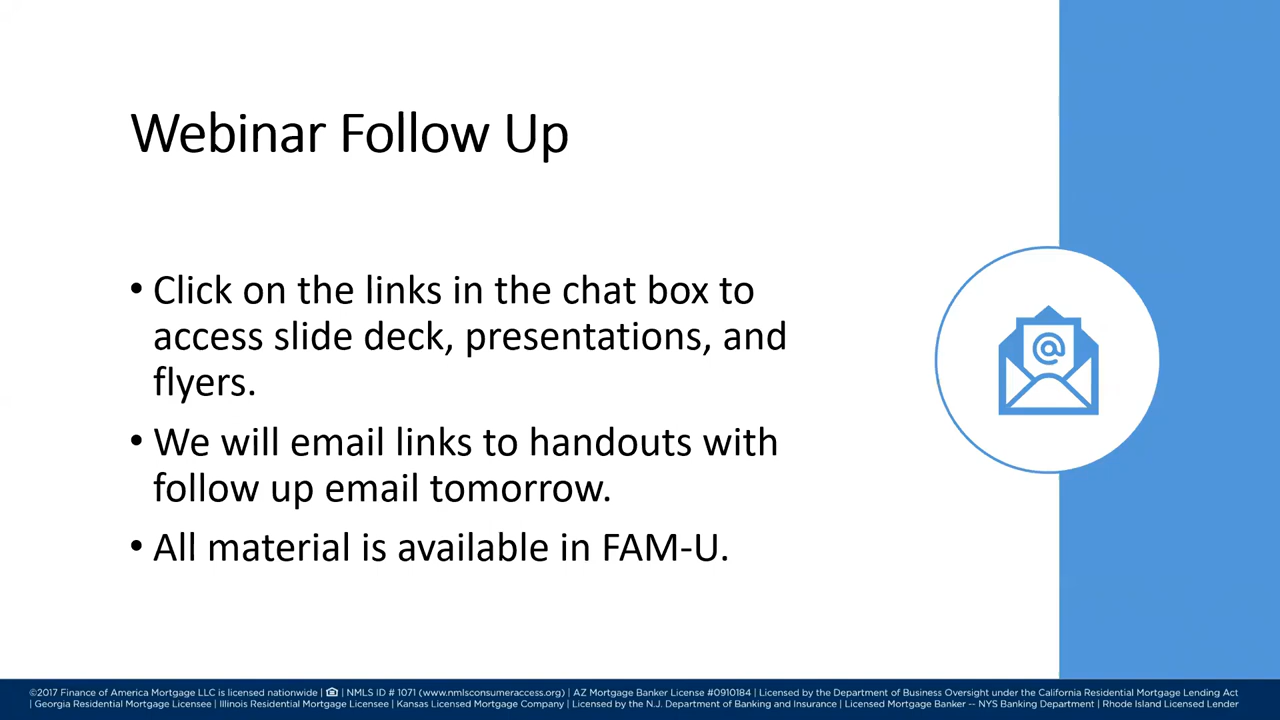 Webinar Follow Up
• Click on the links in the chat box to
access slide deck, presentations, and
flyers.
• We will email links to handouts with
follow up email tomorrow.
• All material is available in FAM-U.
@
©2017 Finance of America Mortgage LLC is licensed nationwide | | NMLS ID # 1071 (www.nmlsconsumeraccess.org) | AZ Mortgage Banker License #0910184 | Licensed by the Department of Business Oversight under the California Residential Mortgage Lending Act
| Georgia Residential Mortgage Licensee | Illinois Residential Mortgage Licensee | Kansas Licensed Mortgage Company | Licensed by the N.J. Department of Banking and Insurance | Licensed Mortgage Banker -- NYS Banking Department | Rhode Island Licensed Lender